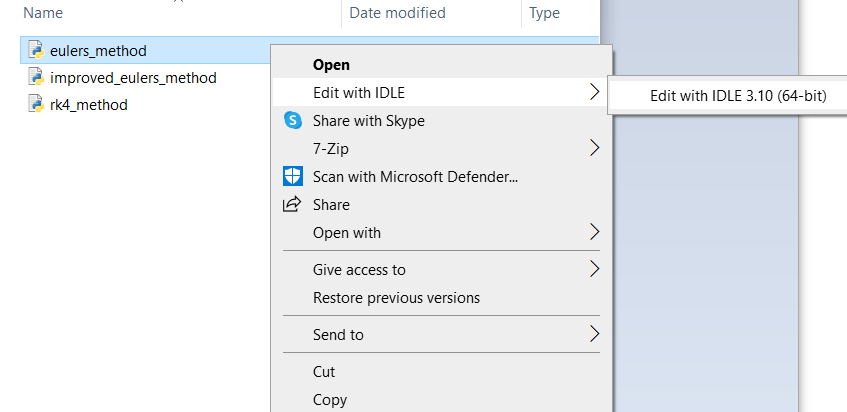 Name Date modified Type
eulers_method
improved_eulers_method
rk4_method
Open
Edit with IDLE
Edit with IDLE 3.10 (64-bit)
Share with Skype
7-Zip
Scan with Microsoft Defender...
Share
Open with
Give access to
Restore previous versions
Send to
Cut
Copy